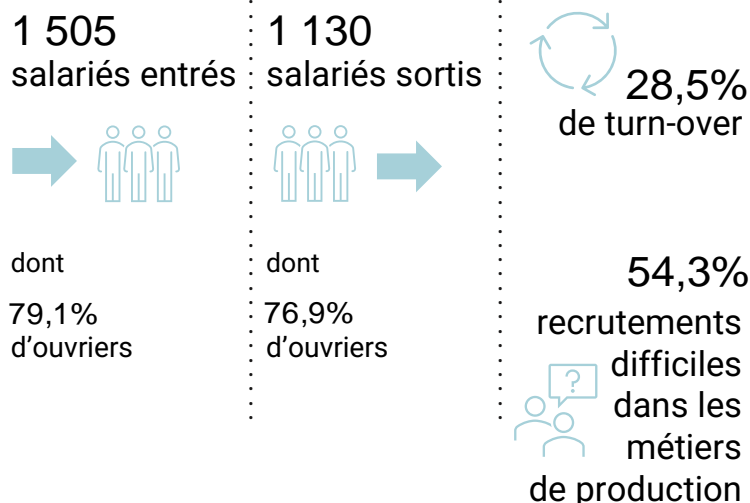 1 505
salariés entrés
dont
79,1%
d'ouvriers
1 130
salariés sortis
dont
76,9%
d'ouvriers
28,5%
de turn-over
54,3%
recrutements
difficiles
?
dans les
métiers
de production